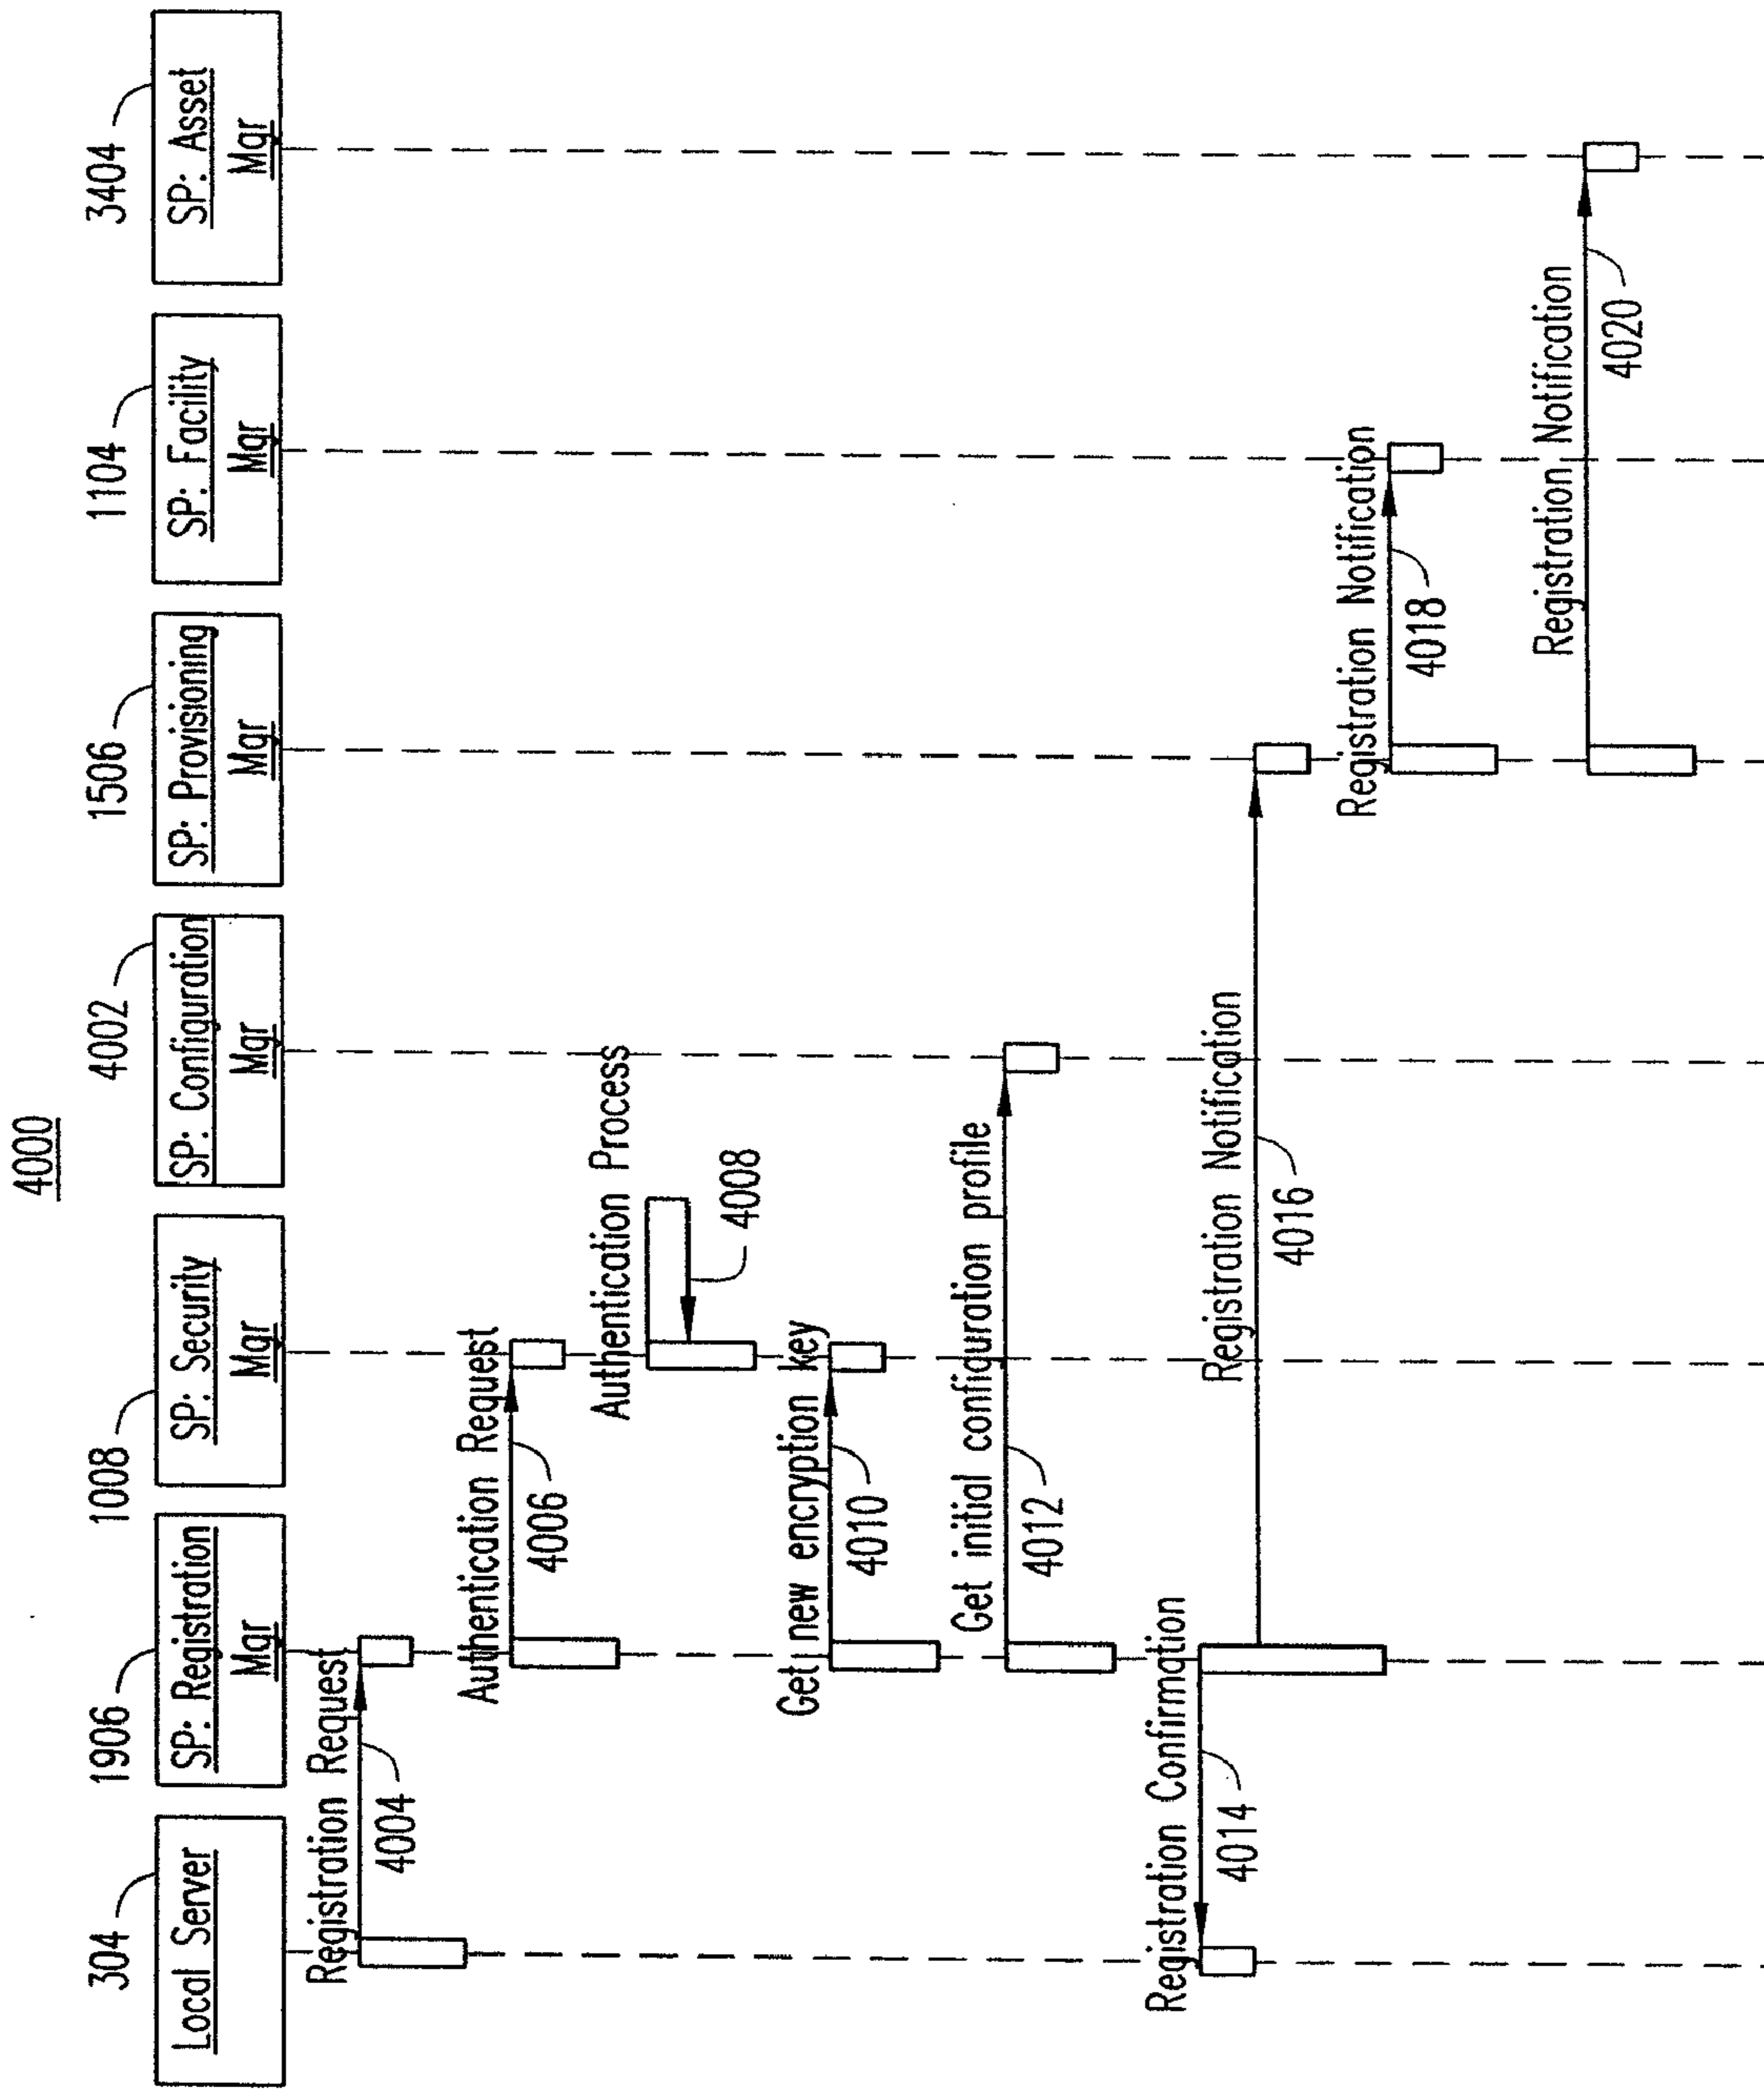 4000
304
1906
1008
4002
1506
1104
3404
Local Server
SP: Registration
Mgr
SP: Security
Mgr
SP: Configuration
Mgr
SP: Provisioning
Mgr
SP: Facility
Mgr
SP: Asset
Mgr
Registration Request
4004
Authentication Request
4006
Authentication Process
4008
Get new encryption key
4010
Get initial configuration profile
4012
Registration Confirmation
4014
Registration Notification
4016
Registration Notification
4018
Registration Notification
4020